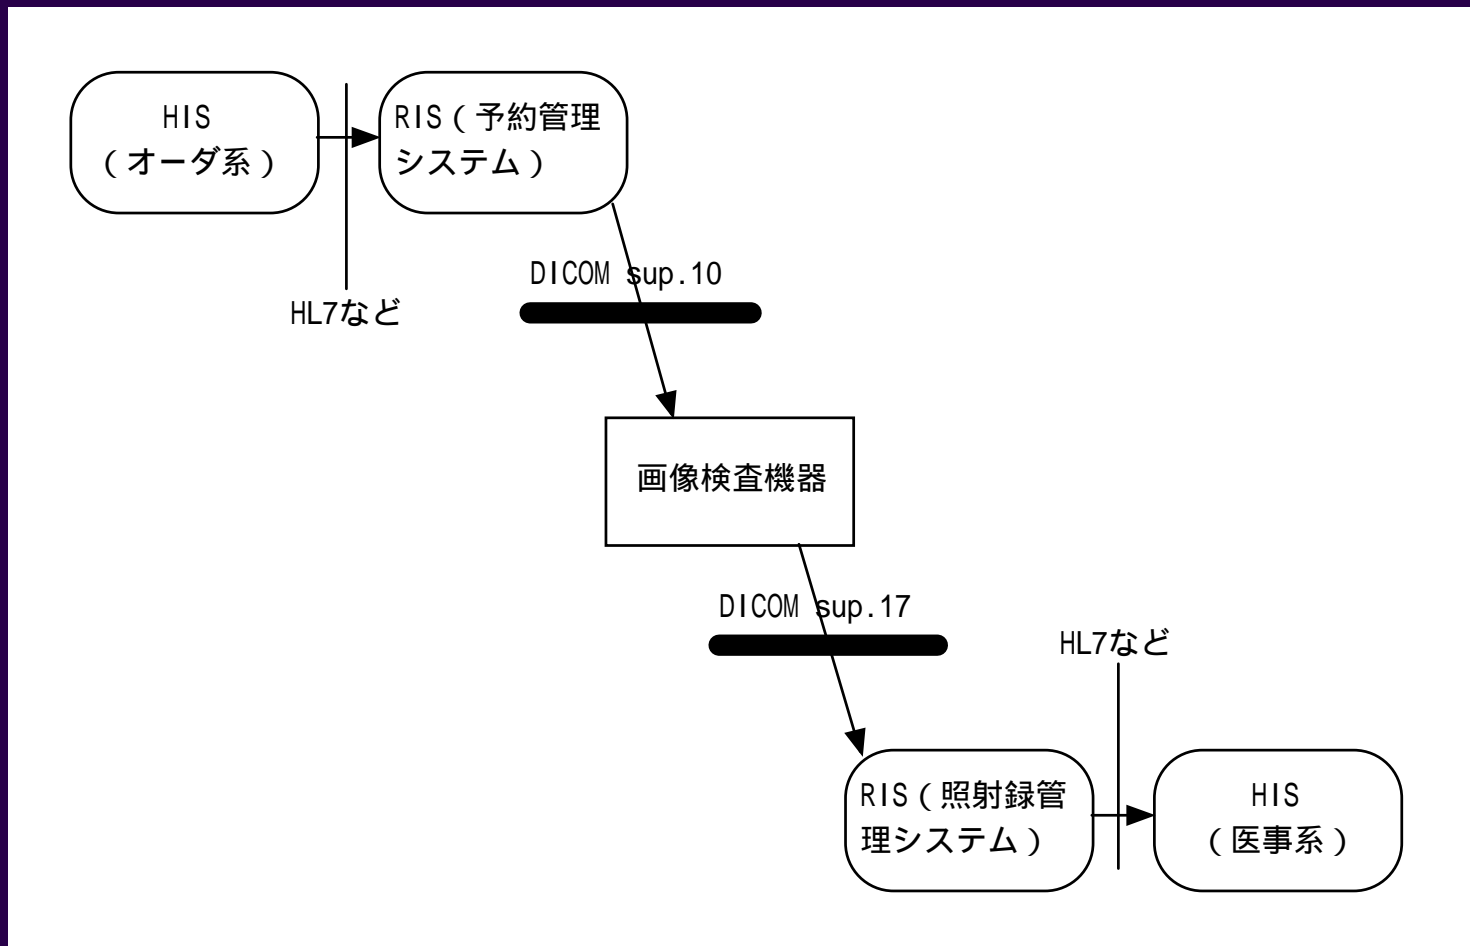 HIS
（オーダ系）
RIS（予約管理
システム）
HL7など
DICOM sup.10
画像検査機器
DICOM sup.17
HL7など
RIS（照射録管
理システム）
HIS
（医事系）